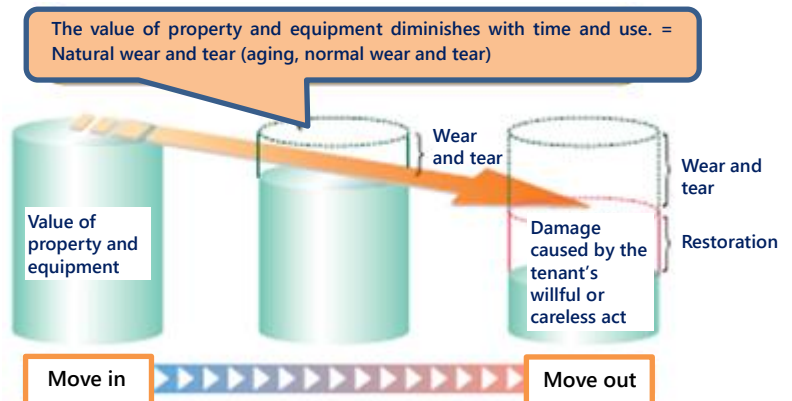 The value of property and equipment diminishes with time and use. =
Natural wear and tear (aging, normal wear and tear)
Wear
and tear
Wear and
tear
Value of
property and
equipment
Damage
caused by the
tenant's
willful or
careless act
Restoration
Move in
Move out